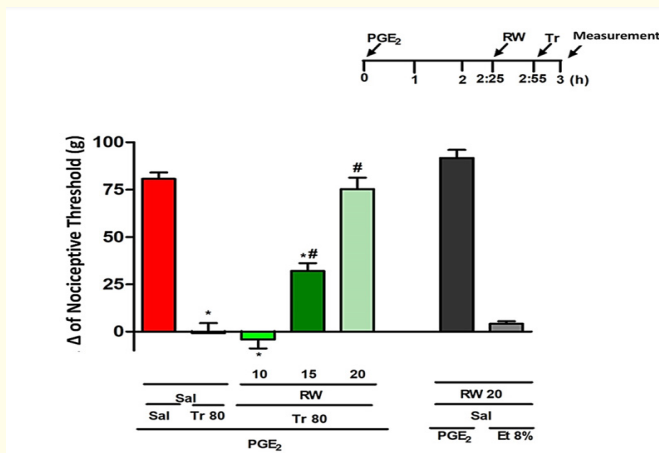 PGE₂ RW Tr Measurement
0 1 2 2:25 2:55 3 (h)
Δ of Nociceptive Threshold (g)
100
75
50
25
0
*
*
*#
#
10 15 20
Sal RW RW 20
Sal Tr 80 Tr 80 Sal
PGE₂ PGE₂ Et 8%